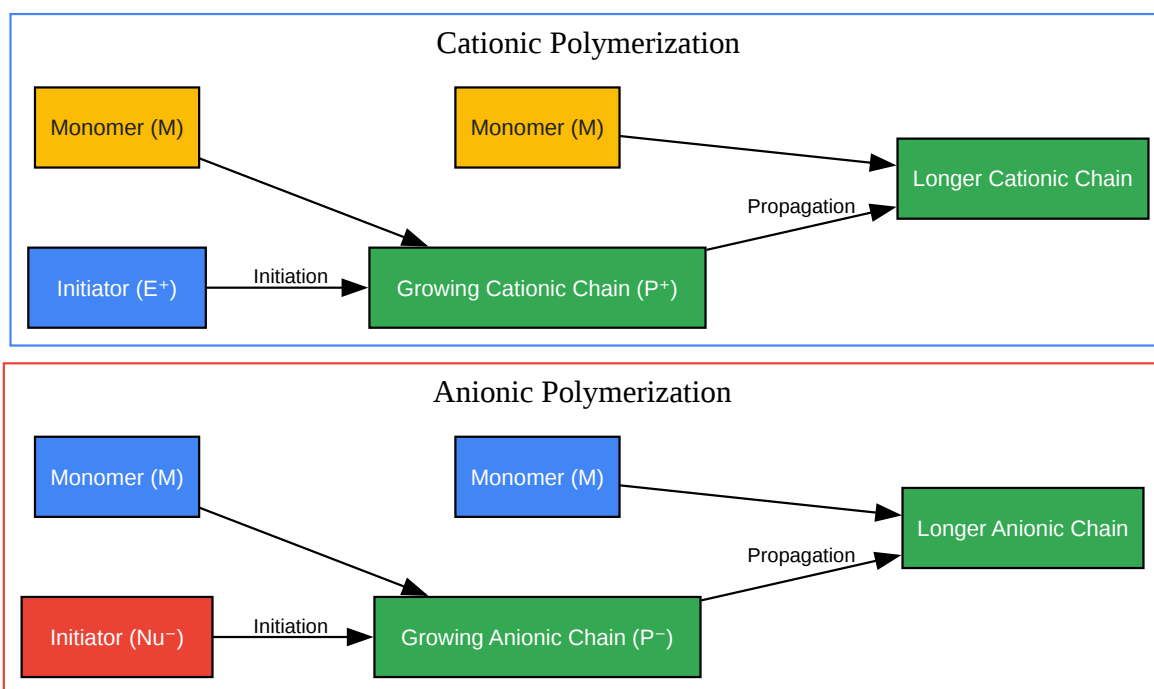 Cationic Polymerization
Monomer (M)
Monomer (M)
Longer Cationic Chain
Propagation
Initiator (E⁺)
Initiation
Growing Cationic Chain (P⁺)
Anionic Polymerization
Monomer (M)
Monomer (M)
Longer Anionic Chain
Propagation
Initiator (Nu⁻)
Initiation
Growing Anionic Chain (P⁻)